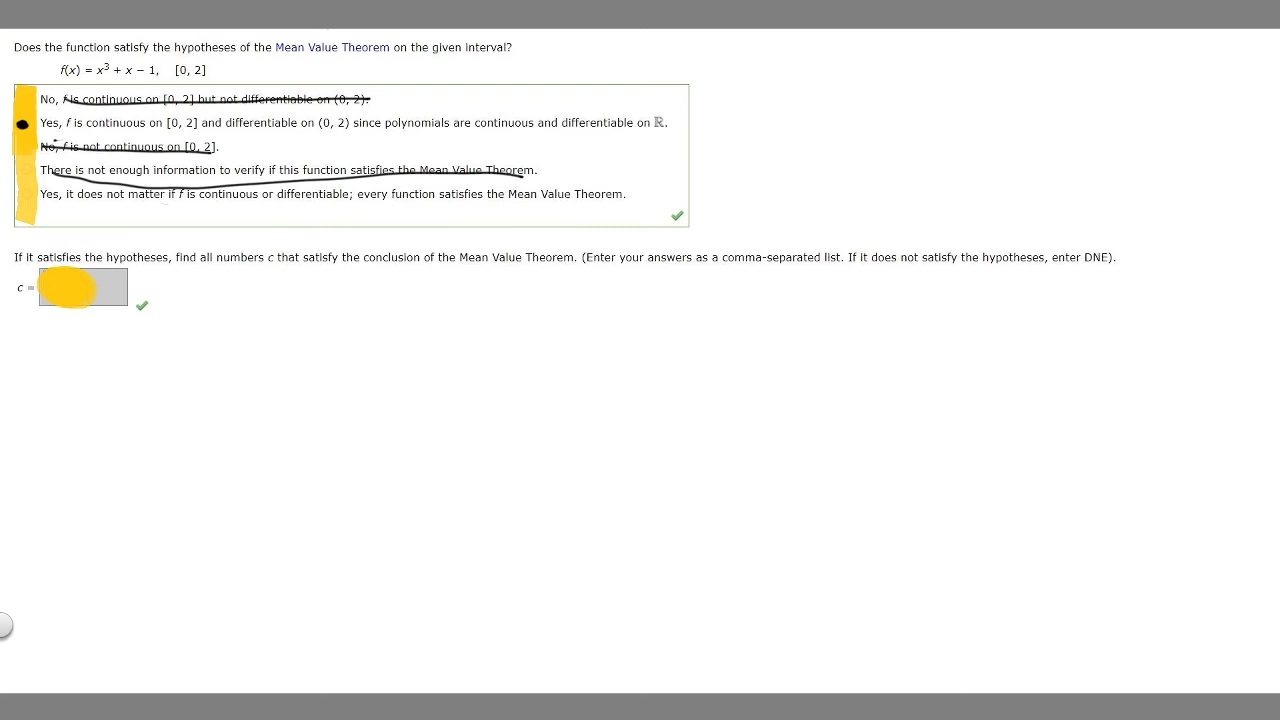 Does the function satisfy the hypotheses of the Mean Value Theorem on the given interval?
f(x) = x³ + x − 1, [0, 2]
No, f is continuous on [0, 2] but not differentiable on (0, 2).
Yes, f is continuous on [0, 2] and differentiable on (0, 2) since polynomials are continuous and differentiable on ℝ.
No, f is not continuous on [0, 2].
There is not enough information to verify if this function satisfies the Mean Value Theorem.
Yes, it does not matter if f is continuous or differentiable; every function satisfies the Mean Value Theorem.
If it satisfies the hypotheses, find all numbers c that satisfy the conclusion of the Mean Value Theorem. (Enter your answers as a comma-separated list. If it does not satisfy the hypotheses, enter DNE).
c =